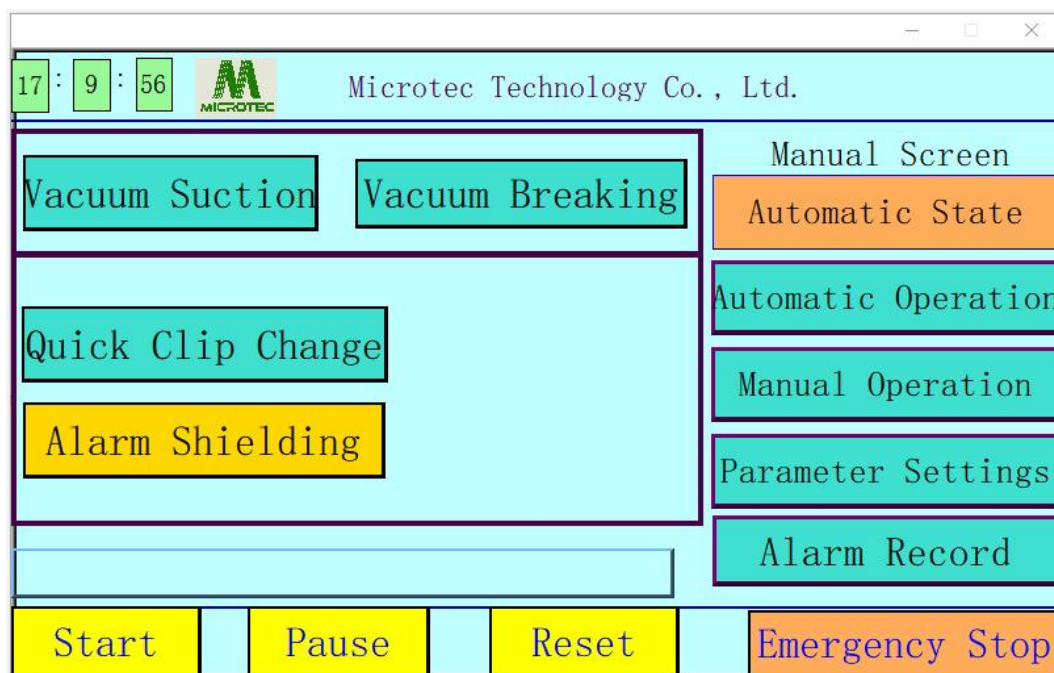 17 : 9 : 56
MICROTEC
Microtec Technology Co., Ltd.
Vacuum Suction
Vacuum Breaking
Quick Clip Change
Alarm Shielding
Manual Screen
Automatic State
Automatic Operation
Manual Operation
Parameter Settings
Alarm Record
Start
Pause
Reset
Emergency Stop